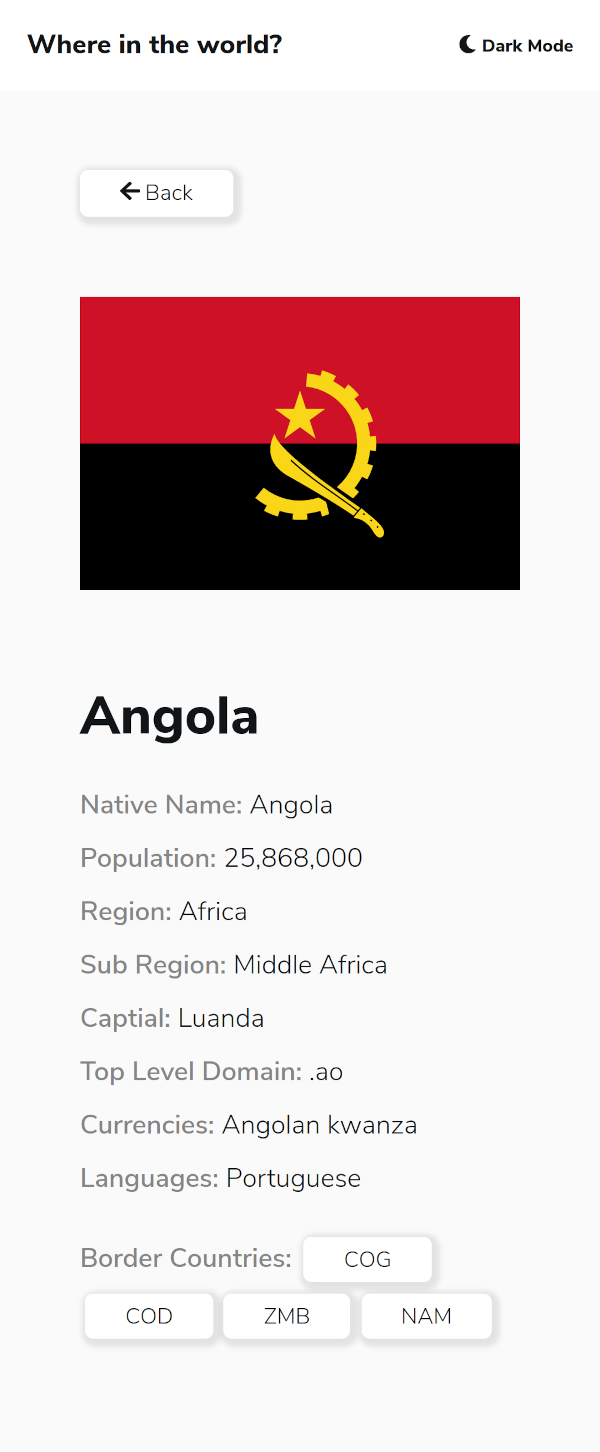 Where in the world? Dark Mode
Back
Angola
Native Name: Angola
Population: 25,868,000
Region: Africa
Sub Region: Middle Africa
Captial: Luanda
Top Level Domain: .ao
Currencies: Angolan kwanza
Languages: Portuguese
Border Countries: COG
COD ZMB NAM